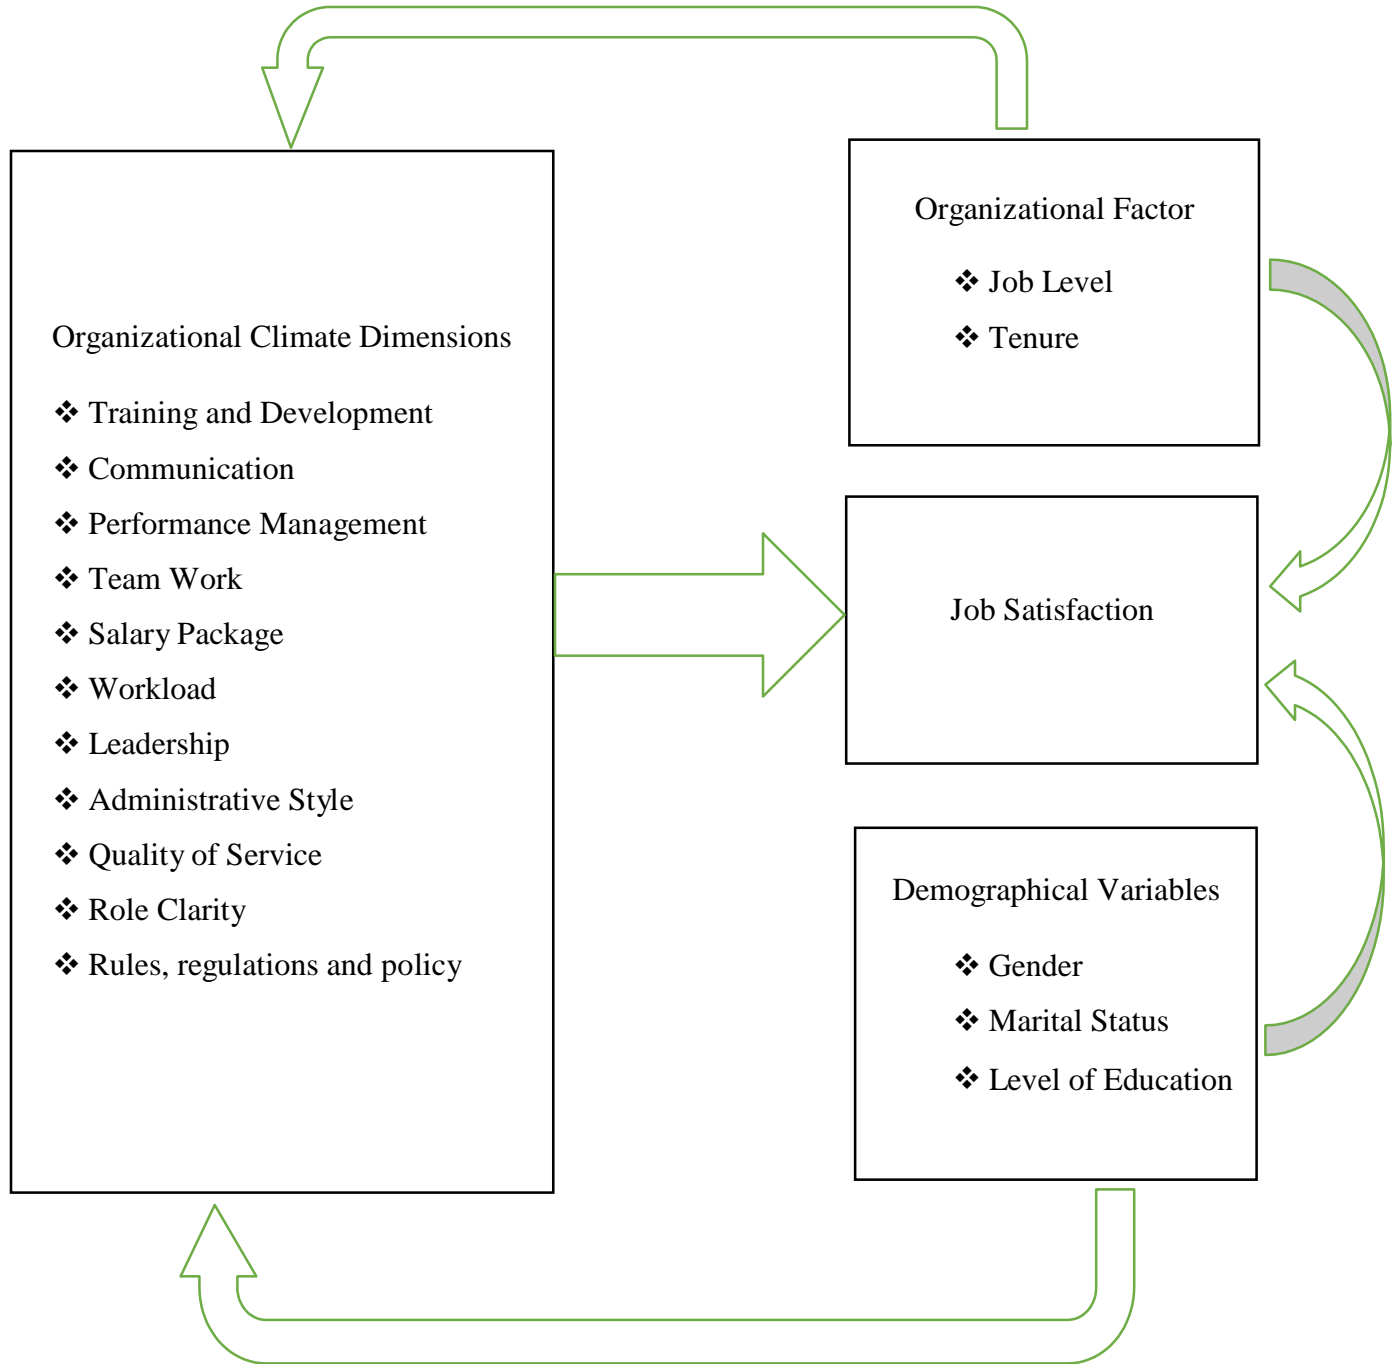 Organizational Climate Dimensions
❖ Training and Development
❖ Communication
❖ Performance Management
❖ Team Work
❖ Salary Package
❖ Workload
❖ Leadership
❖ Administrative Style
❖ Quality of Service
❖ Role Clarity
❖ Rules, regulations and policy
Organizational Factor
❖ Job Level
❖ Tenure
Job Satisfaction
Demographical Variables
❖ Gender
❖ Marital Status
❖ Level of Education